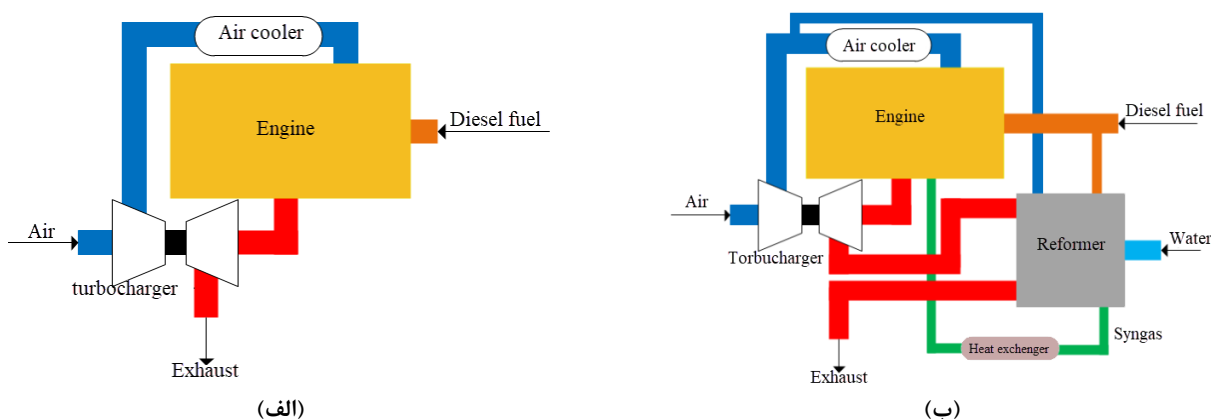 Air cooler
Engine
Diesel fuel
Air
turbocharger
Exhaust
(الف)
Air cooler
Engine
Diesel fuel
Air
Torbucharger
Reformer
Water
Syngas
Heat exchenger
Exhaust
(ب)